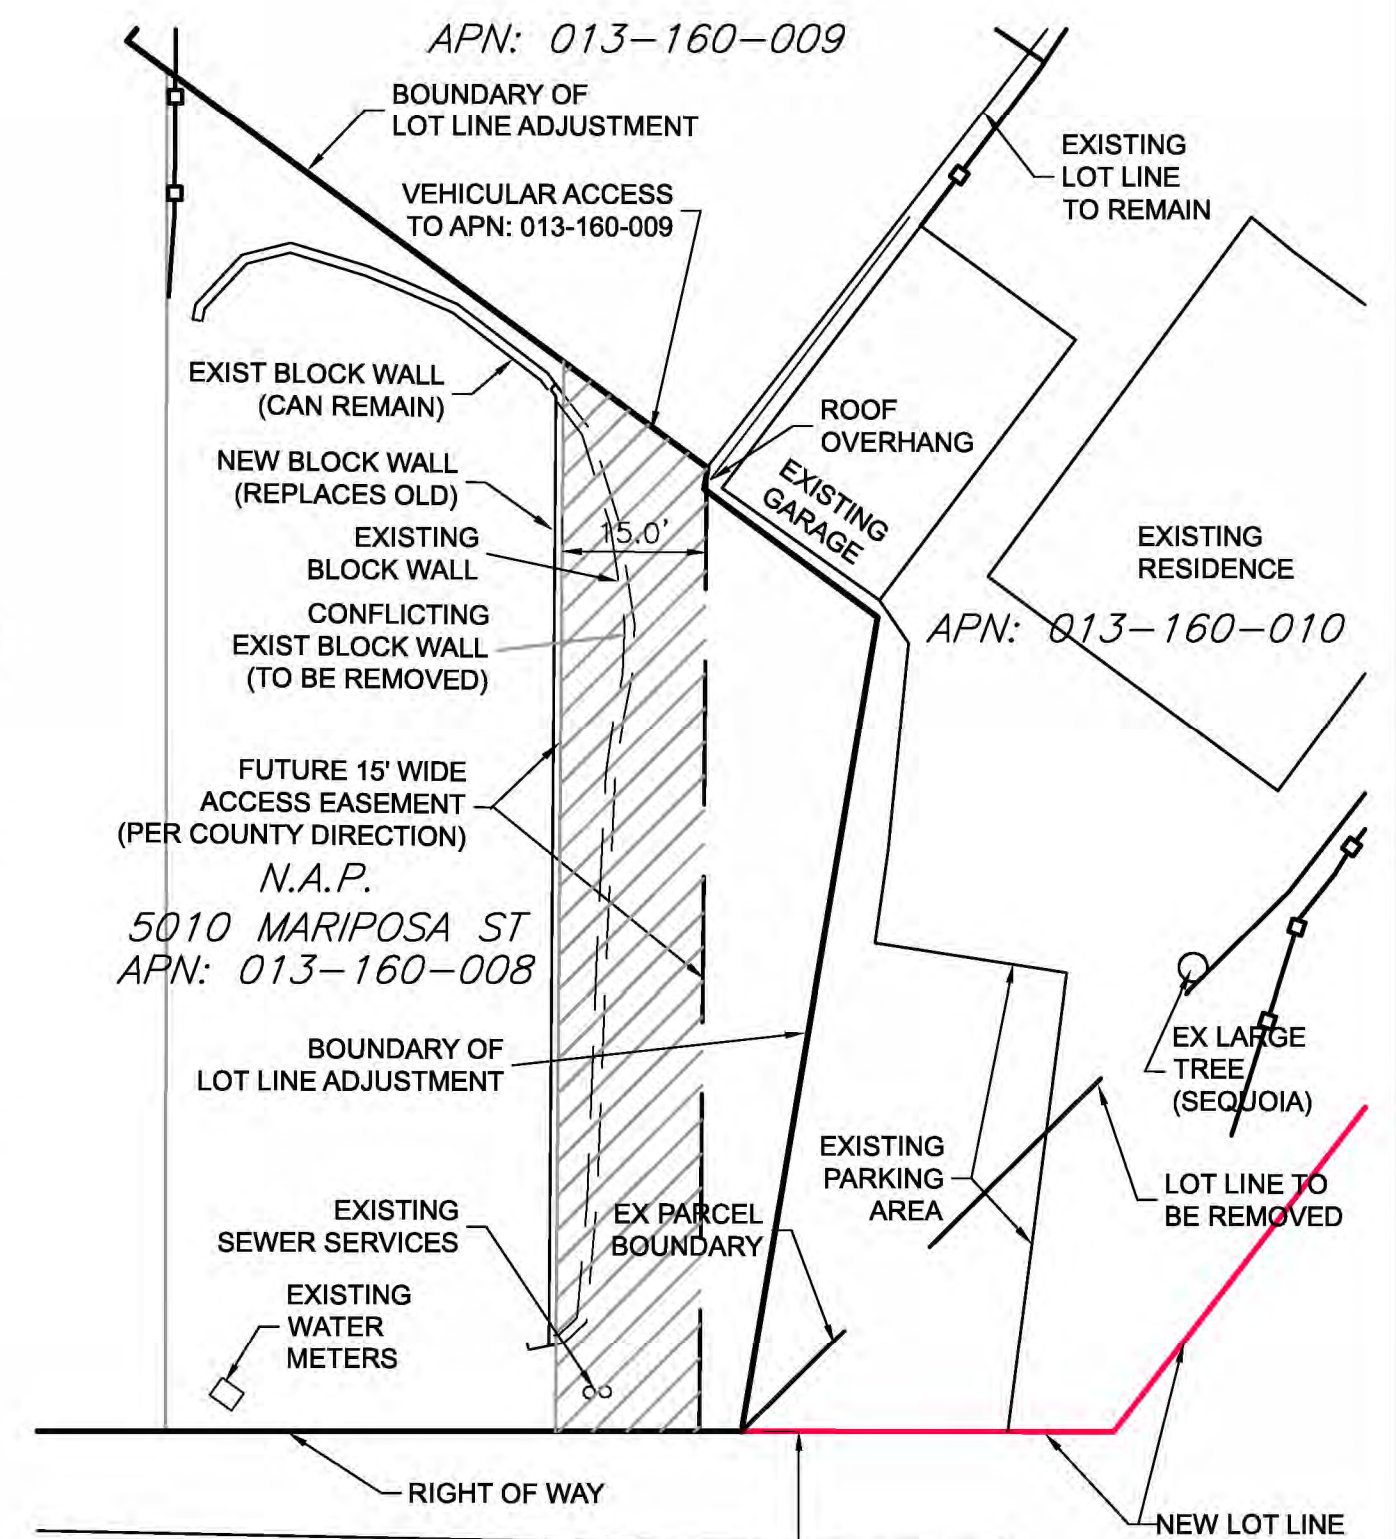 APN: 013-160-009
BOUNDARY OF
LOT LINE ADJUSTMENT
EXISTING
LOT LINE
TO REMAIN
VEHICULAR ACCESS
TO APN: 013-160-009
EXIST BLOCK WALL
(CAN REMAIN)
ROOF
OVERHANG
NEW BLOCK WALL
(REPLACES OLD)
EXISTING
GARAGE
15.0'
EXISTING
BLOCK WALL
EXISTING
RESIDENCE
CONFLICTING
EXIST BLOCK WALL
(TO BE REMOVED)
APN: 013-160-010
FUTURE 15' WIDE
ACCESS EASEMENT
(PER COUNTY DIRECTION)
N.A.P.
5010 MARIPOSA ST
APN: 013-160-008
BOUNDARY OF
LOT LINE ADJUSTMENT
EX LARGE
TREE
(SEQUOIA)
EXISTING
PARKING
AREA
LOT LINE TO
BE REMOVED
EXISTING
SEWER SERVICES
EX PARCEL
BOUNDARY
EXISTING
WATER
METERS
RIGHT OF WAY
NEW LOT LINE